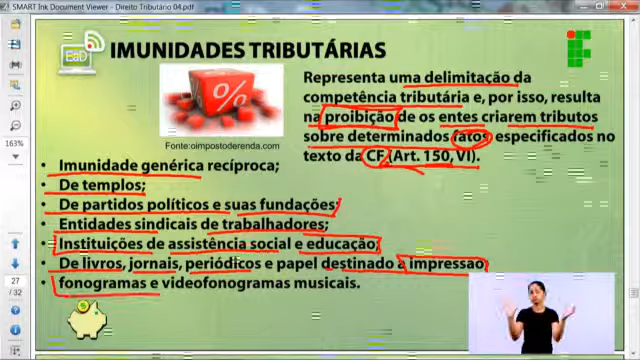 SMART Ink Document Viewer - Direito Tributário 04.pdf
EaD
IMUNIDADES TRIBUTÁRIAS
%
Fonte:oimpostoderenda.com
Representa uma delimitação da
competência tributária e, por isso, resulta
na proibição de os entes criarem tributos
sobre determinados fatos especificados no
texto da CF (Art. 150, VI).
• Imunidade genérica recíproca;
• De templos;
• De partidos políticos e suas fundações;
• Entidades sindicais de trabalhadores;
• Instituições de assistência social e educação;
• De livros, jornais, periódicos e papel destinado a impressao
• fonogramas e videofonogramas musicais.
163%
27
/ 32